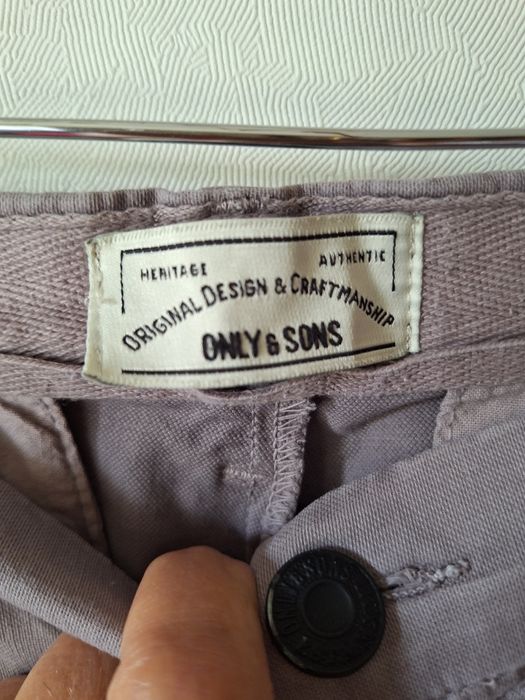 HERITAGE AUTHENTIC
ORIGINAL DESIGN & CRAFTMANSHIP
ONLY & SONS